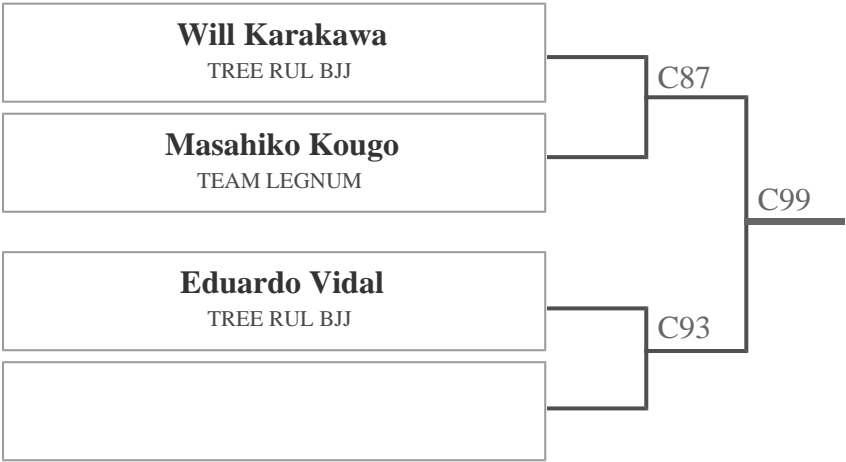 Will Karakawa
TREE RUL BJJ
C87
Masahiko Kougo
TEAM LEGNUM
C99
Eduardo Vidal
TREE RUL BJJ
C93